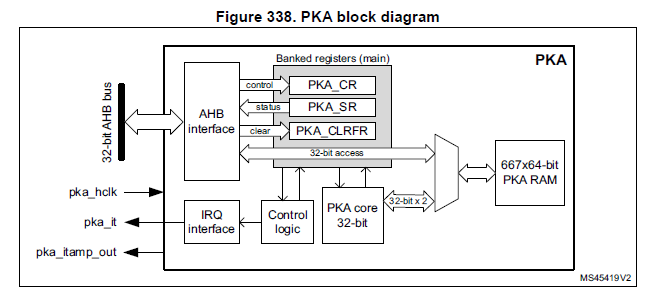 Figure 338. PKA block diagram
Banked registers (main)
PKA
32-bit AHB bus
AHB
interface
control
PKA_CR
status
PKA_SR
clear
PKA_CLRFR
32-bit access
667x64-bit
PKA RAM
pka_hclk
pka_it
IRQ
interface
Control
logic
PKA core
32-bit
32-bit x 2
pka_itamp_out
MS45419V2